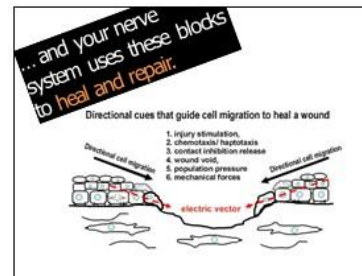 ...and your nerve
system uses these blocks
to heal and repair.
Directional cues that guide cell migration to heal a wound
1. injury stimulation,
2. chemotaxis/ haptotaxis
3. contact inhibition release
4. wound void,
5. population pressure
6. mechanical forces
Directional cell migration
Directional cell migration
electric vector